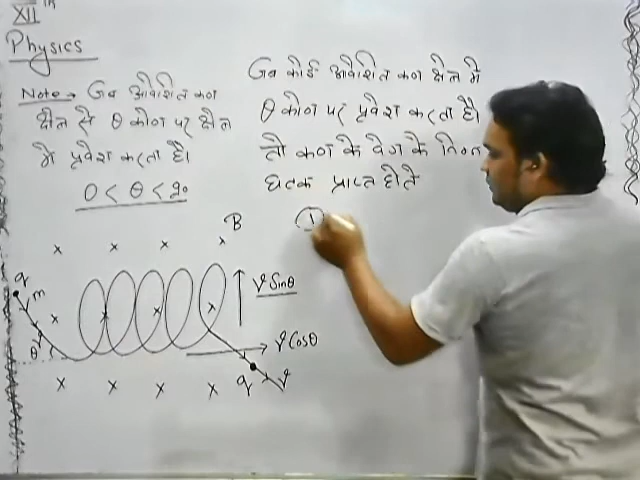 XII th
Physics
Note→ जब आवेशित कण
क्षेत्र से θ कोण पर क्षेत्र
में प्रवेश करता है।
0 < θ < 90
जब कोई आवेशित कण क्षेत्र में
θ कोण पर प्रवेश करता है।
तो कण के वेग के निम्न
घटक प्राप्त होते
①
B
q
m
v
θ
v Sinθ
v Cosθ
q
v